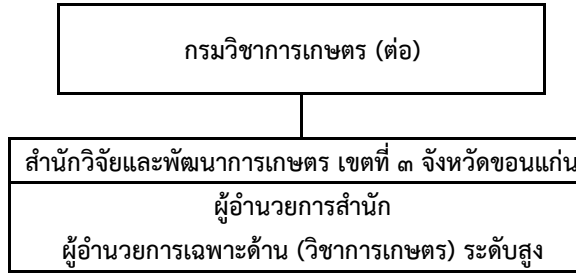 กรมวิชาการเกษตร (ต่อ)
สำนักวิจัยและพัฒนาการเกษตร เขตที่ ๓ จังหวัดขอนแก่น
ผู้อำนวยการสำนัก
ผู้อำนวยการเฉพาะด้าน (วิชาการเกษตร) ระดับสูง